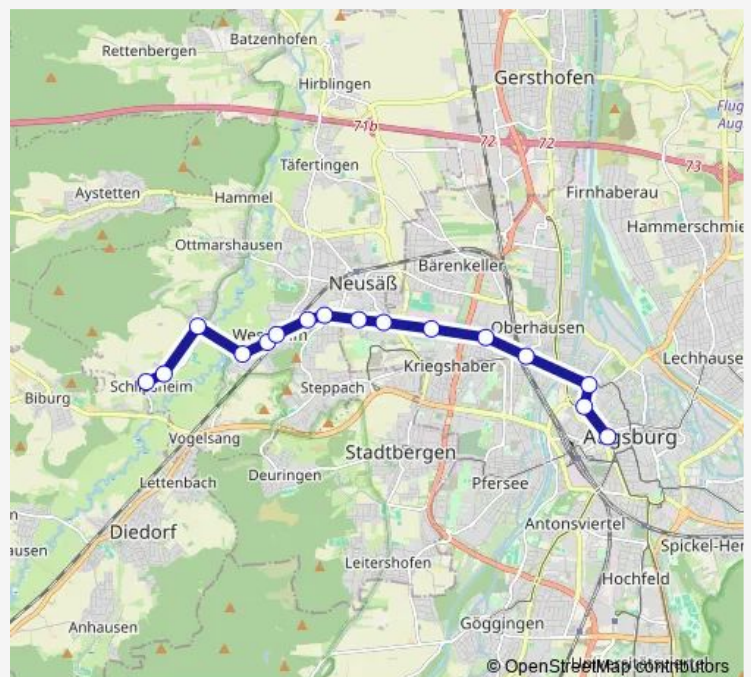 Batzenhofen
Rettenbergen
Gersthofen
Hirblingen
Flug
Aug
71b
72
72
73
Täfertingen
Aystetten
Hammel
Firnhaberau
Hammerschmie
Ottmarshausen
Bärenkeller
Neusäß
Oberhausen
Lechhause
Kriegshaber
Steppach
Biburg
Vogelsang
Augsburg
Stadtbergen
Deuringen
Lettenbach
Pfersee
Diedorf
Antonsviertel
Spickel-Her
ausen
Leitershofen
Hochfeld
Anhausen
Göggingen
Universitätsviertel
© OpenStreetMap contributors